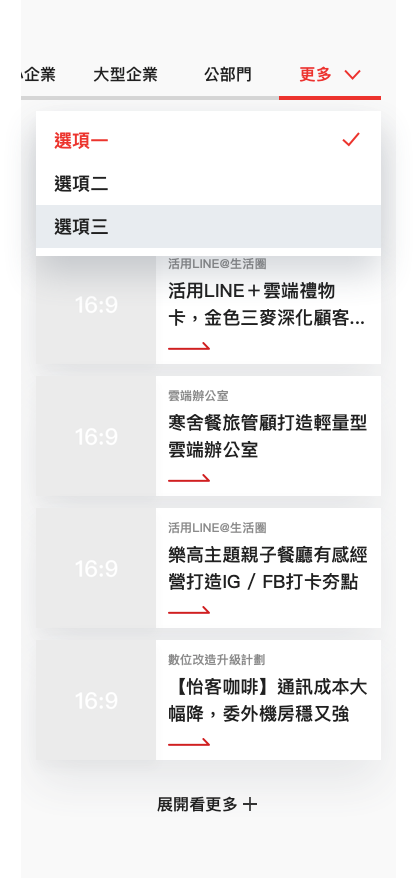 企業 大型企業 公部門 更多
選項一
選項二
選項三
活用LINE@生活圈
16:9
活用LINE＋雲端禮物
卡，金色三麥深化顧客...
雲端辦公室
16:9
寒舍餐旅管顧打造輕量型
雲端辦公室
活用LINE@生活圈
16:9
樂高主題親子餐廳有感經
營打造IG / FB打卡夯點
數位改造升級計劃
16:9
【怡客咖啡】通訊成本大
幅降，委外機房穩又強
展開看更多＋